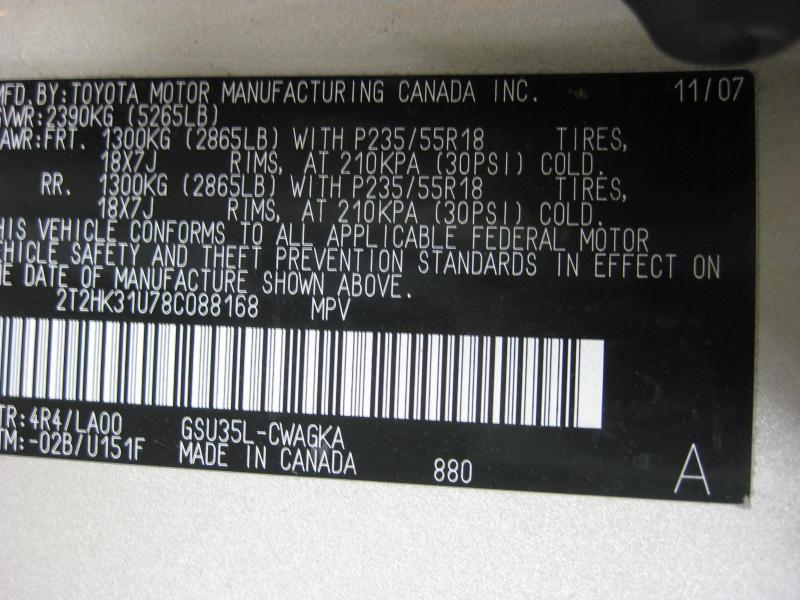 MFD.BY:TOYOTA MOTOR MANUFACTURING CANADA INC. 11/07
GVWR:2390KG (5265LB)
GAWR:FRT. 1300KG (2865LB) WITH P235/55R18 TIRES,
18X7J RIMS, AT 210KPA (30PSI) COLD.
RR. 1300KG (2865LB) WITH P235/55R18 TIRES,
18X7J RIMS, AT 210KPA (30PSI) COLD.
THIS VEHICLE CONFORMS TO ALL APPLICABLE FEDERAL MOTOR
VEHICLE SAFETY AND THEFT PREVENTION STANDARDS IN EFFECT ON
THE DATE OF MANUFACTURE SHOWN ABOVE.
2T2HK31U78C088168 MPV
TR:4R4/LA00 GSU35L-CWAGKA
TM:-02B/U151F MADE IN CANADA 880 A